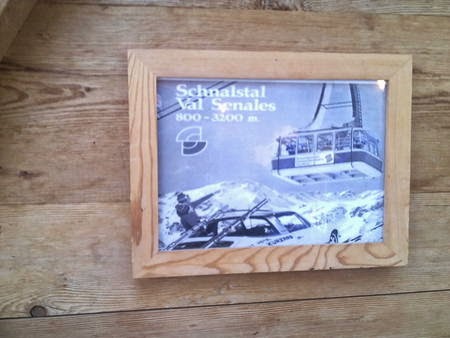 Schnalstal
Val Senales
800-3200 m.